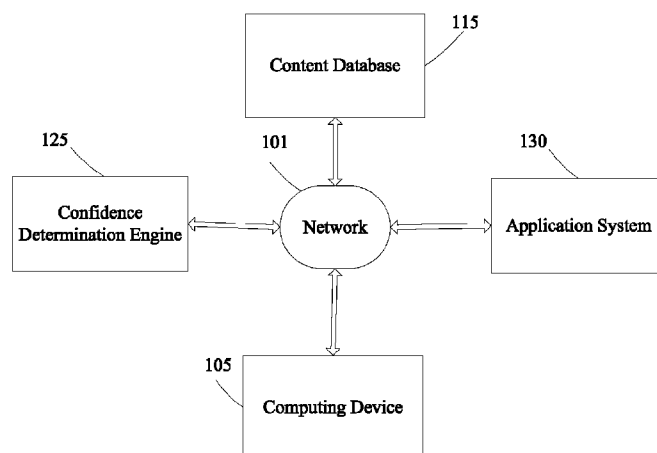 115
Content Database
125
101
130
Confidence
Determination Engine
Network
Application System
105
Computing Device